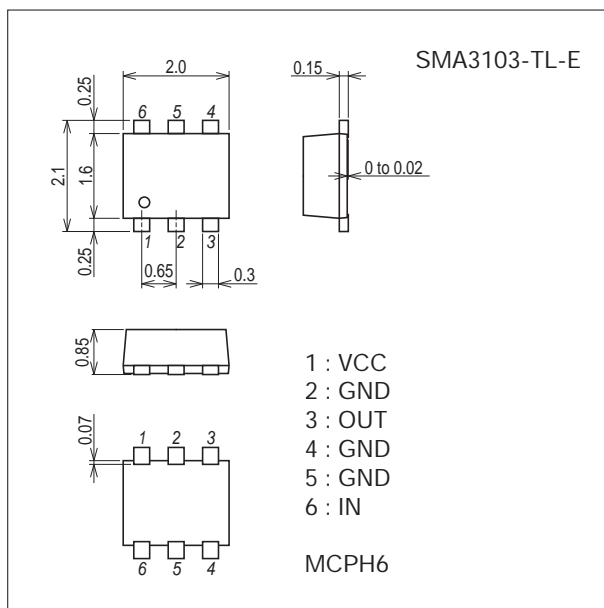 SMA3103-TL-E
2.0
0.15
0.25
6 5 4
2.1
1.6
0 to 0.02
0.25
1 2 3
0.65
0.3
0.85
1 : VCC
2 : GND
3 : OUT
4 : GND
5 : GND
6 : IN
0.07
1 2 3
6 5 4
MCPH6